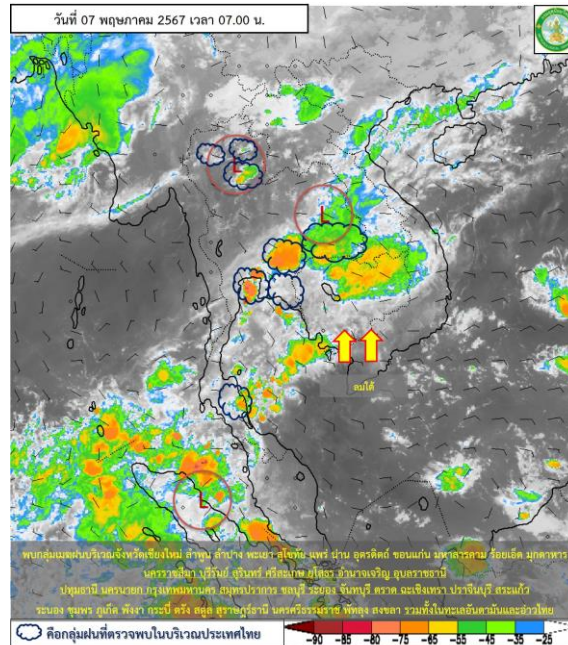 วันที่ 07 พฤษภาคม 2567 เวลา 07.00 น.
L
L
ลมใต้
L
พบกลุ่มเมฆฝนบริเวณจังหวัดเชียงใหม่ ลำพูน ลำปาง พะเยา สุโขทัย แพร่ น่าน อุตรดิตถ์ ขอนแก่น มหาสารคาม ร้อยเอ็ด มุกดาหาร
นครราชสีมา บุรีรัมย์ สุรินทร์ ศรีสะเกษ ยโสธร อำนาจเจริญ อุบลราชธานี
ปทุมธานี นครนายก กรุงเทพมหานคร สมุทรปราการ ชลบุรี ระยอง จันทบุรี ตราด ฉะเชิงเทรา ปราจีนบุรี สระแก้ว
ระนอง ชุมพร ภูเก็ต พังงา กระบี่ ตรัง สตูล สุราษฎร์ธานี นครศรีธรรมราช พัทลุง สงขลา รวมทั้งในทะเลอันดามันและอ่าวไทย
คือกลุ่มฝนที่ตรวจพบในบริเวณประเทศไทย
-90 -85 -80 -75 -70 -65 -55 -45 -35 -25